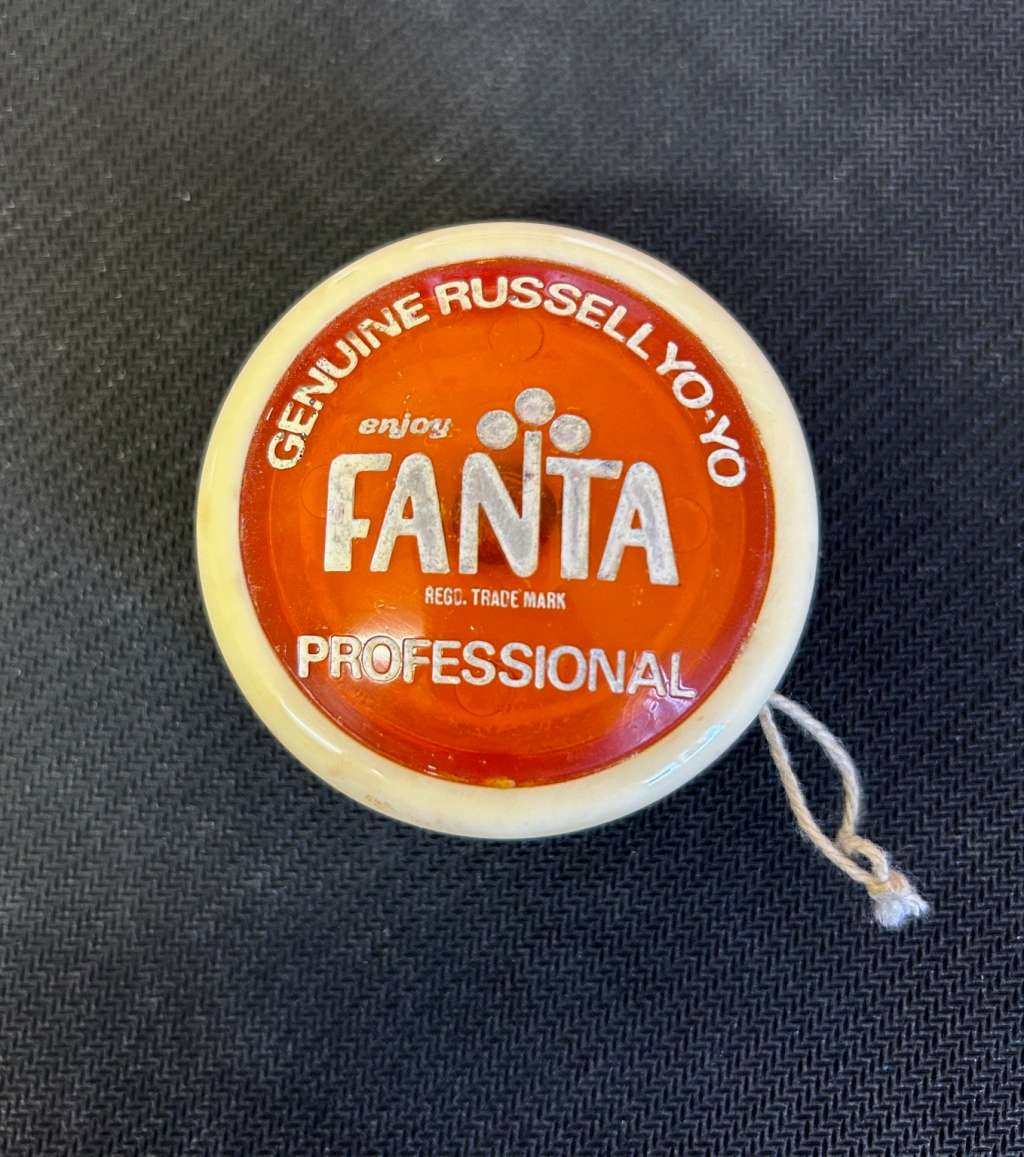 GENUINE RUSSELL YO-YO
enjoy
FANTA
REGD. TRADE MARK
PROFESSIONAL